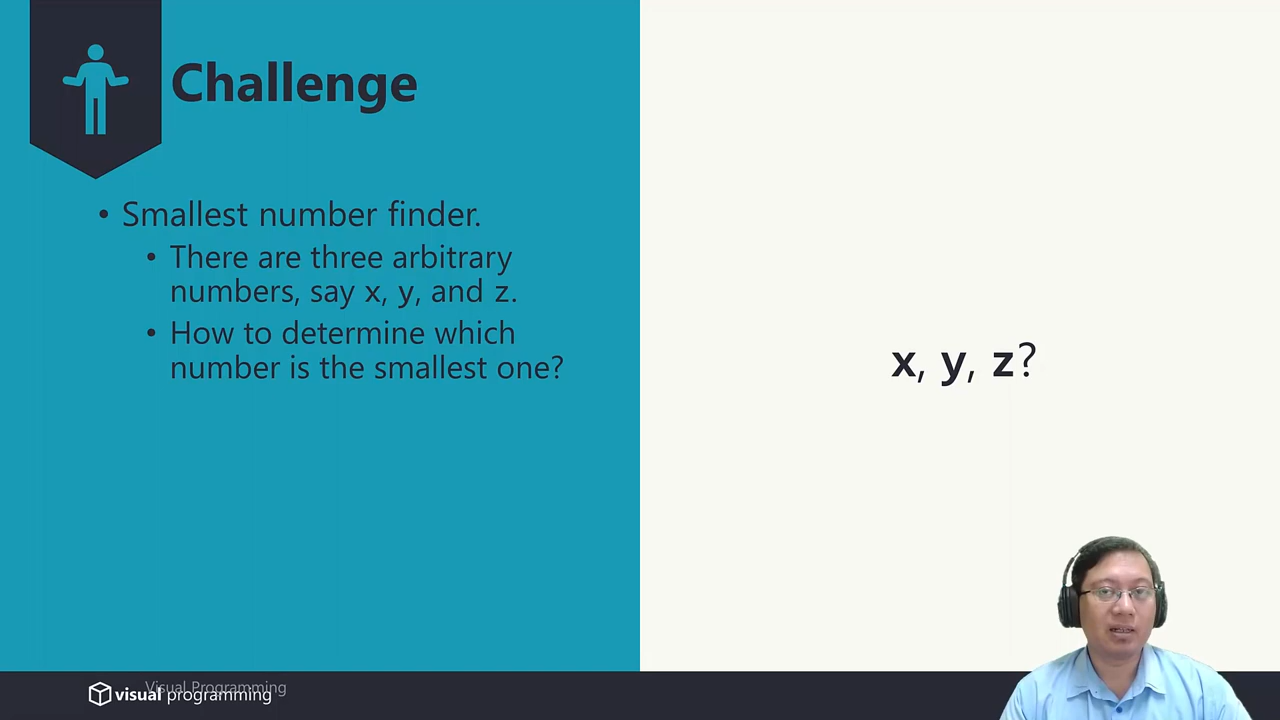 Challenge
• Smallest number finder.
• There are three arbitrary
numbers, say x, y, and z.
• How to determine which
number is the smallest one?
x, y, z?
Visual Programming
visual programming